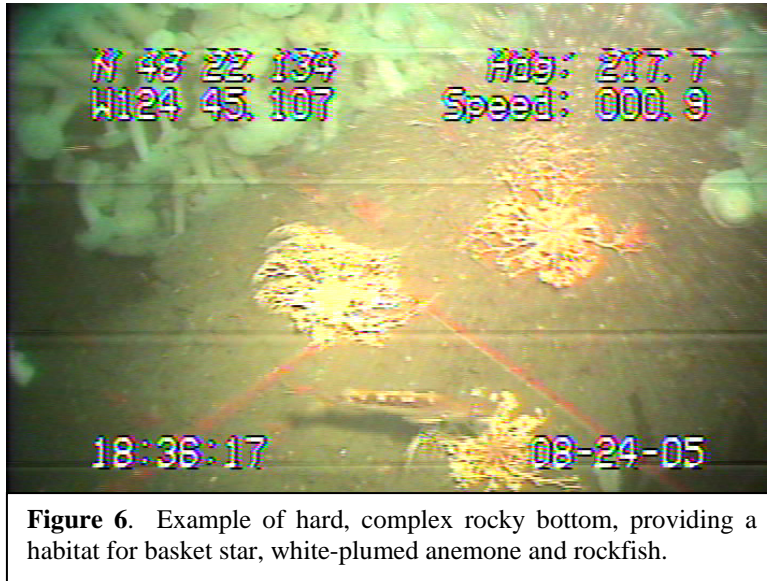 N 48 22.134 Hdg: 217.7
W124 45.107 Speed: 000.9
18:36:17 08-24-05
Figure 6. Example of hard, complex rocky bottom, providing a
habitat for basket star, white-plumed anemone and rockfish.